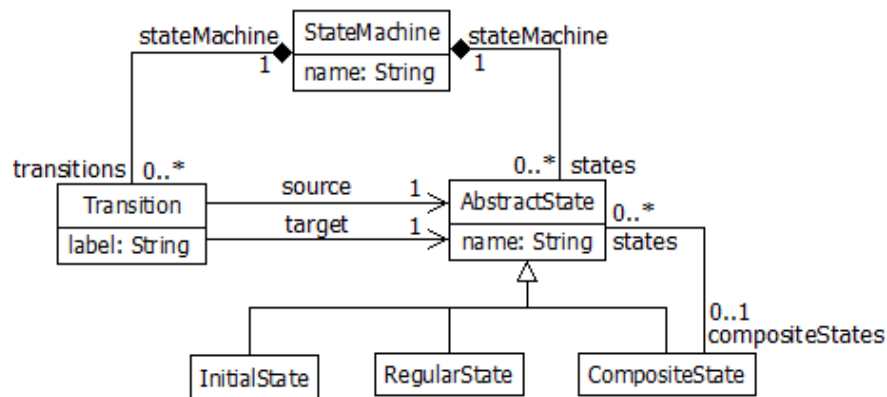 stateMachine
StateMachine
stateMachine
1
name: String
1
transitions
0..*
0..*
states
Transition
source
1
AbstractState
0..*
label: String
target
1
name: String
states
0..1
compositeStates
InitialState
RegularState
CompositeState